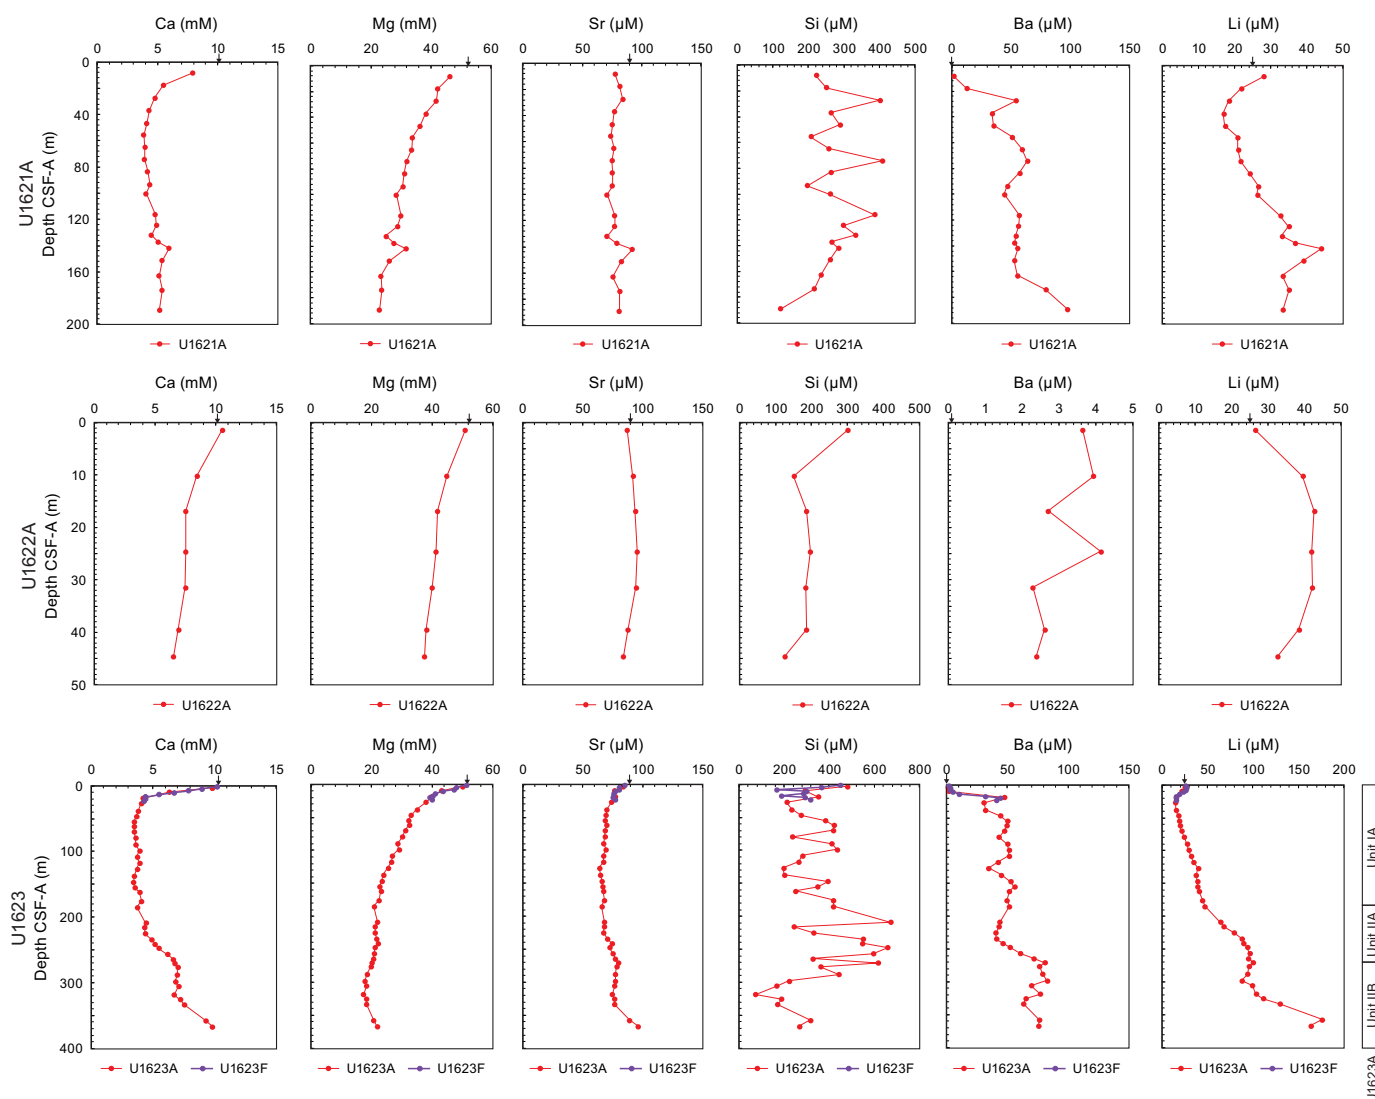 Ca (mM) Mg (mM) Sr (µM) Si (µM) Ba (µM) Li (µM)
0 5 10 15 0 20 40 60 0 50 100 150 0 100 200 300 400 500 0 50 100 150 0 10 20 30 40 50
0
40
80
120
160
200
U1621A
Depth CSF-A (m)
U1621A U1621A U1621A U1621A U1621A U1621A
Ca (mM) Mg (mM) Sr (µM) Si (µM) Ba (µM) Li (µM)
0 5 10 15 0 20 40 60 0 50 100 150 0 100 200 300 400 500 0 1 2 3 4 5 0 10 20 30 40 50
0
10
20
30
40
50
U1622A
Depth CSF-A (m)
U1622A U1622A U1622A U1622A U1622A U1622A
Ca (mM) Mg (mM) Sr (µM) Si (µM) Ba (µM) Li (µM)
0 5 10 15 0 20 40 60 0 50 100 150 0 200 400 600 800 0 50 100 150 0 50 100 150 200
0
100
200
300
400
U1623
Depth CSF-A (m)
Unit IA
Unit IIA
Unit IIB
U1623A
U1623A U1623F U1623A U1623F U1623A U1623F U1623A U1623F U1623A U1623F U1623A U1623F